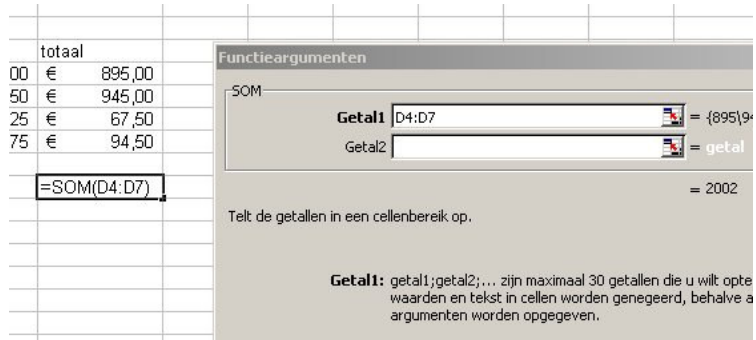 totaal
00 € 895,00
50 € 945,00
25 € 67,50
75 € 94,50
=SOM(D4:D7)
Functieargumenten
SOM
Getal1 D4:D7 = {895\94
Getal2 = getal
= 2002
Telt de getallen in een cellenbereik op.
Getal1: getal1;getal2;... zijn maximaal 30 getallen die u wilt opte
waarden en tekst in cellen worden genegeerd, behalve a
argumenten worden opgegeven.